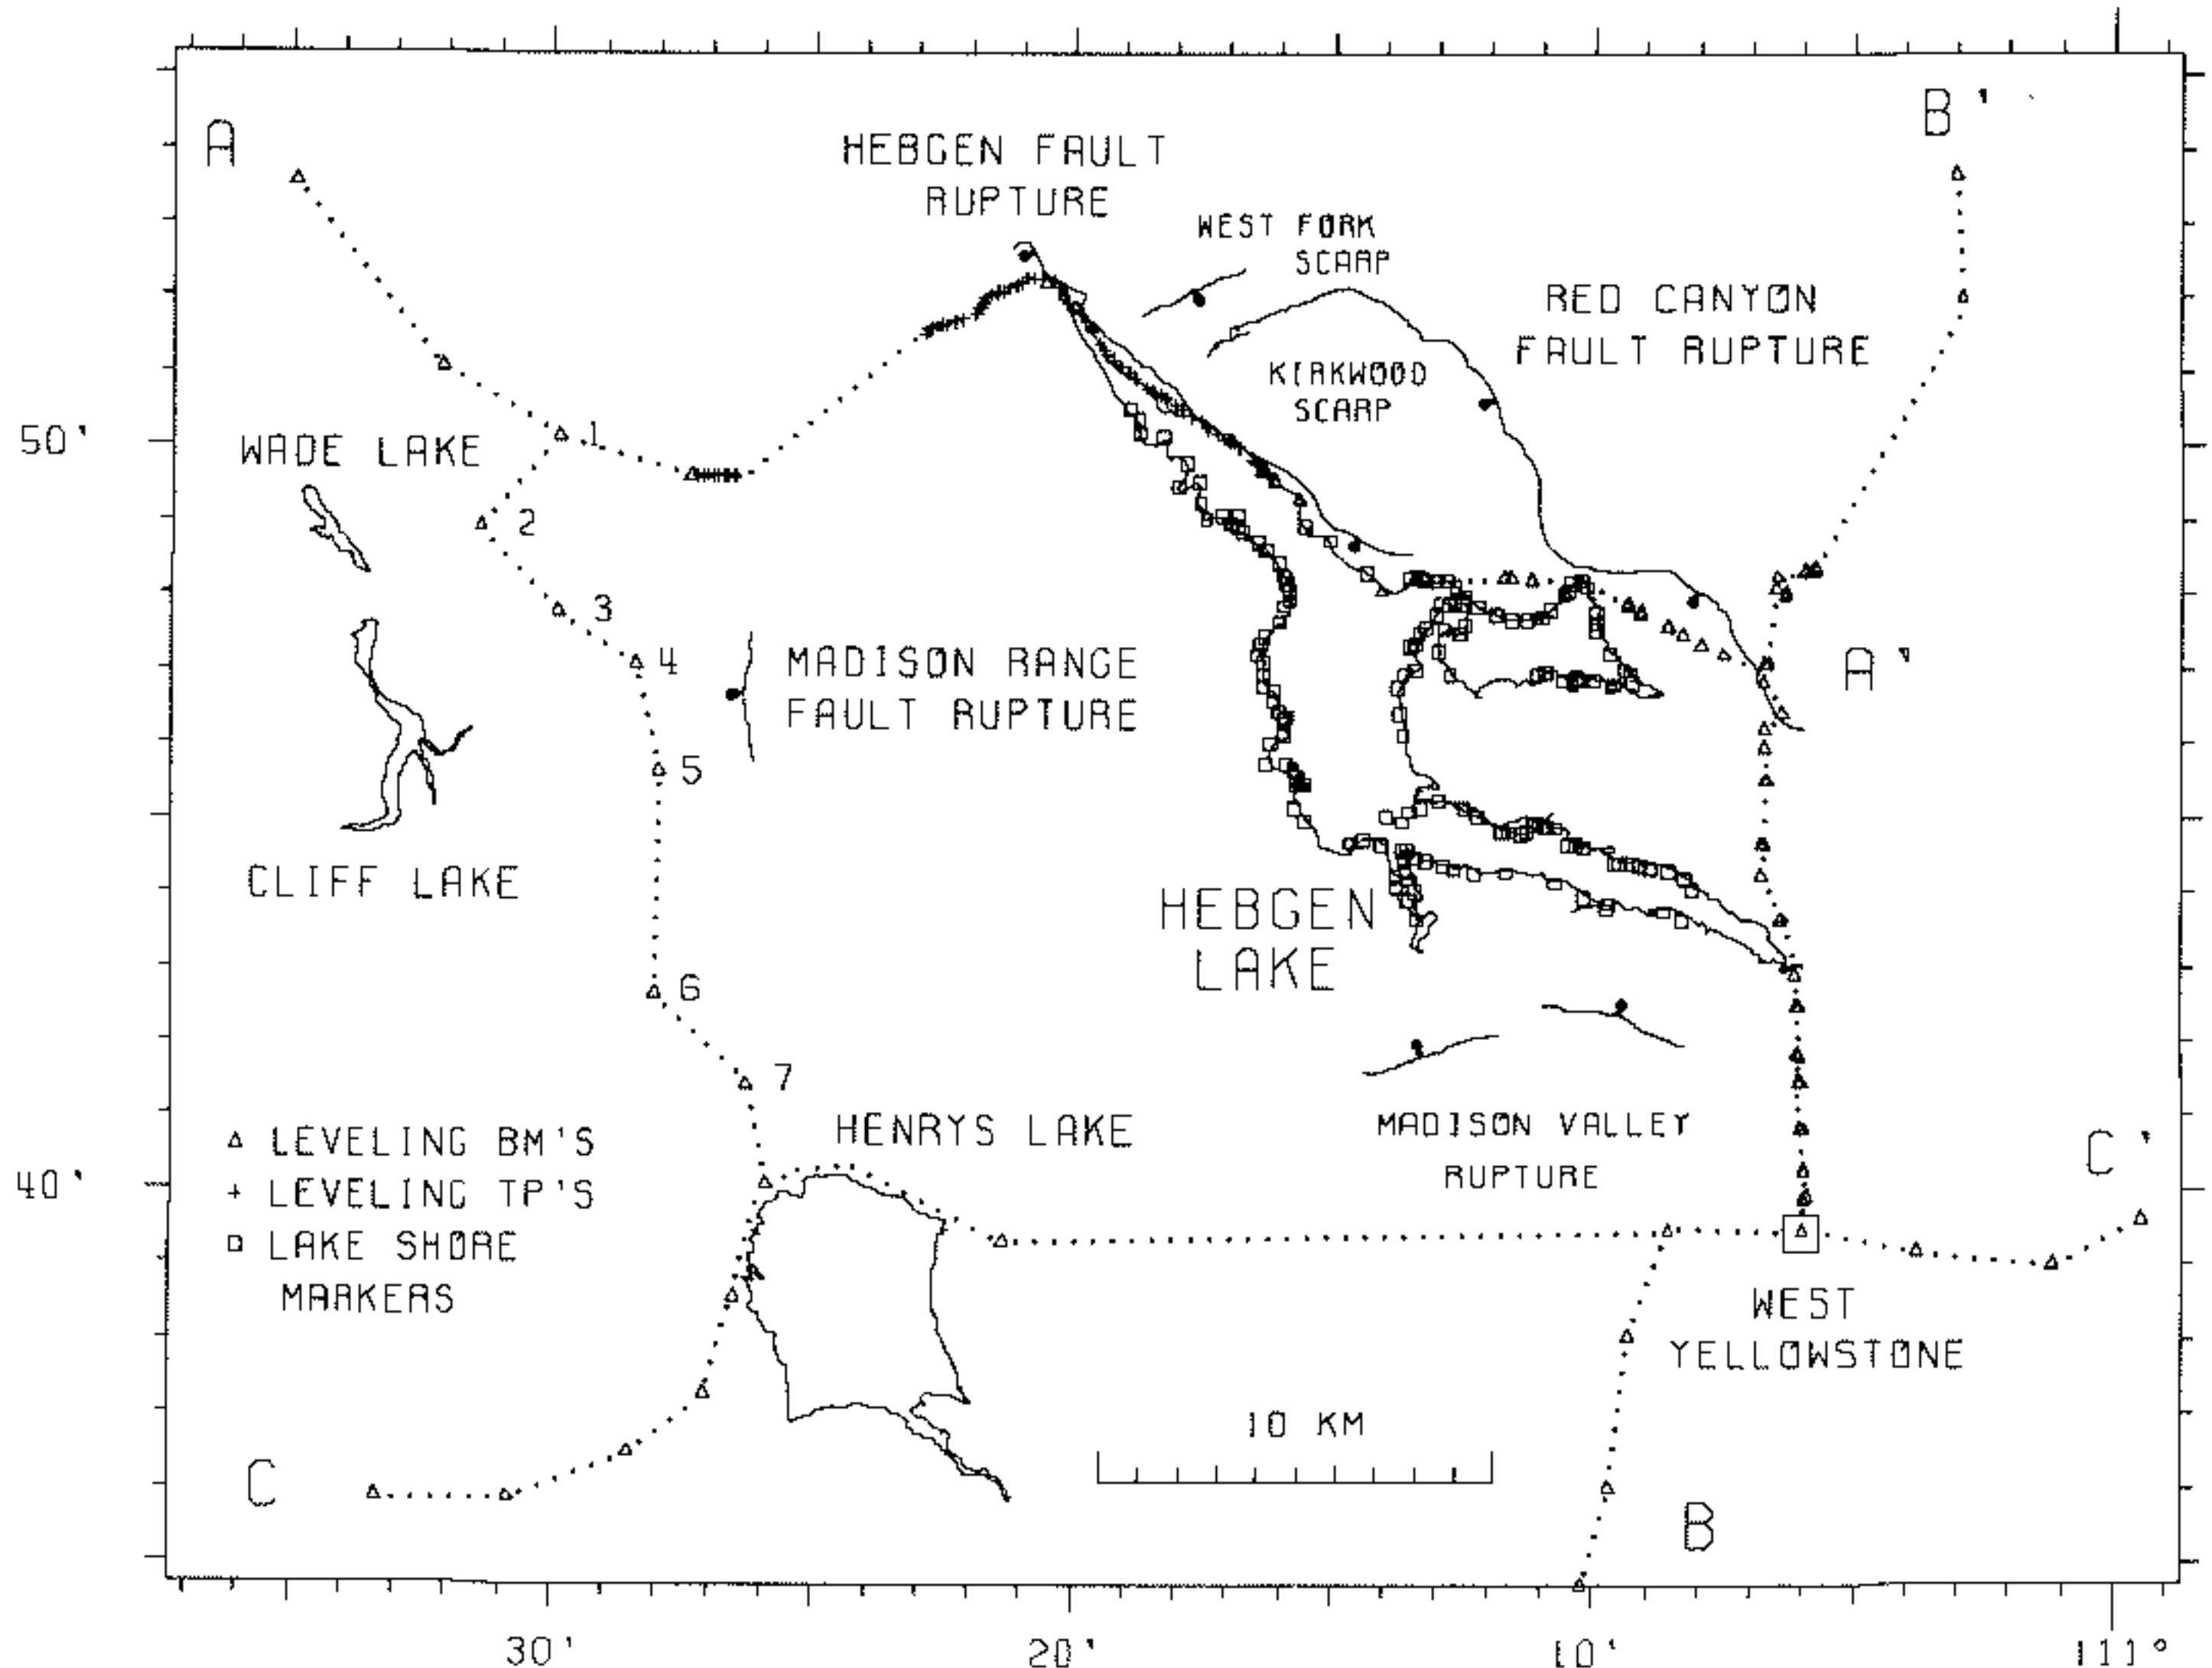 A
B'
HEBGEN FAULT
RUPTURE
WEST FORK
SCARP
RED CANYON
FAULT RUPTURE
KIRKWOOD
SCARP
50'
WADE LAKE
1
2
3
4
MADISON RANGE
FAULT RUPTURE
A'
5
CLIFF LAKE
HEBGEN
LAKE
6
7
HENRYS LAKE
MADISON VALLEY
RUPTURE
C'
LEVELING BM'S
LEVELING TP'S
LAKE SHORE
MARKERS
40'
WEST
YELLOWSTONE
10 KM
C
B
30'
20'
10'
111°